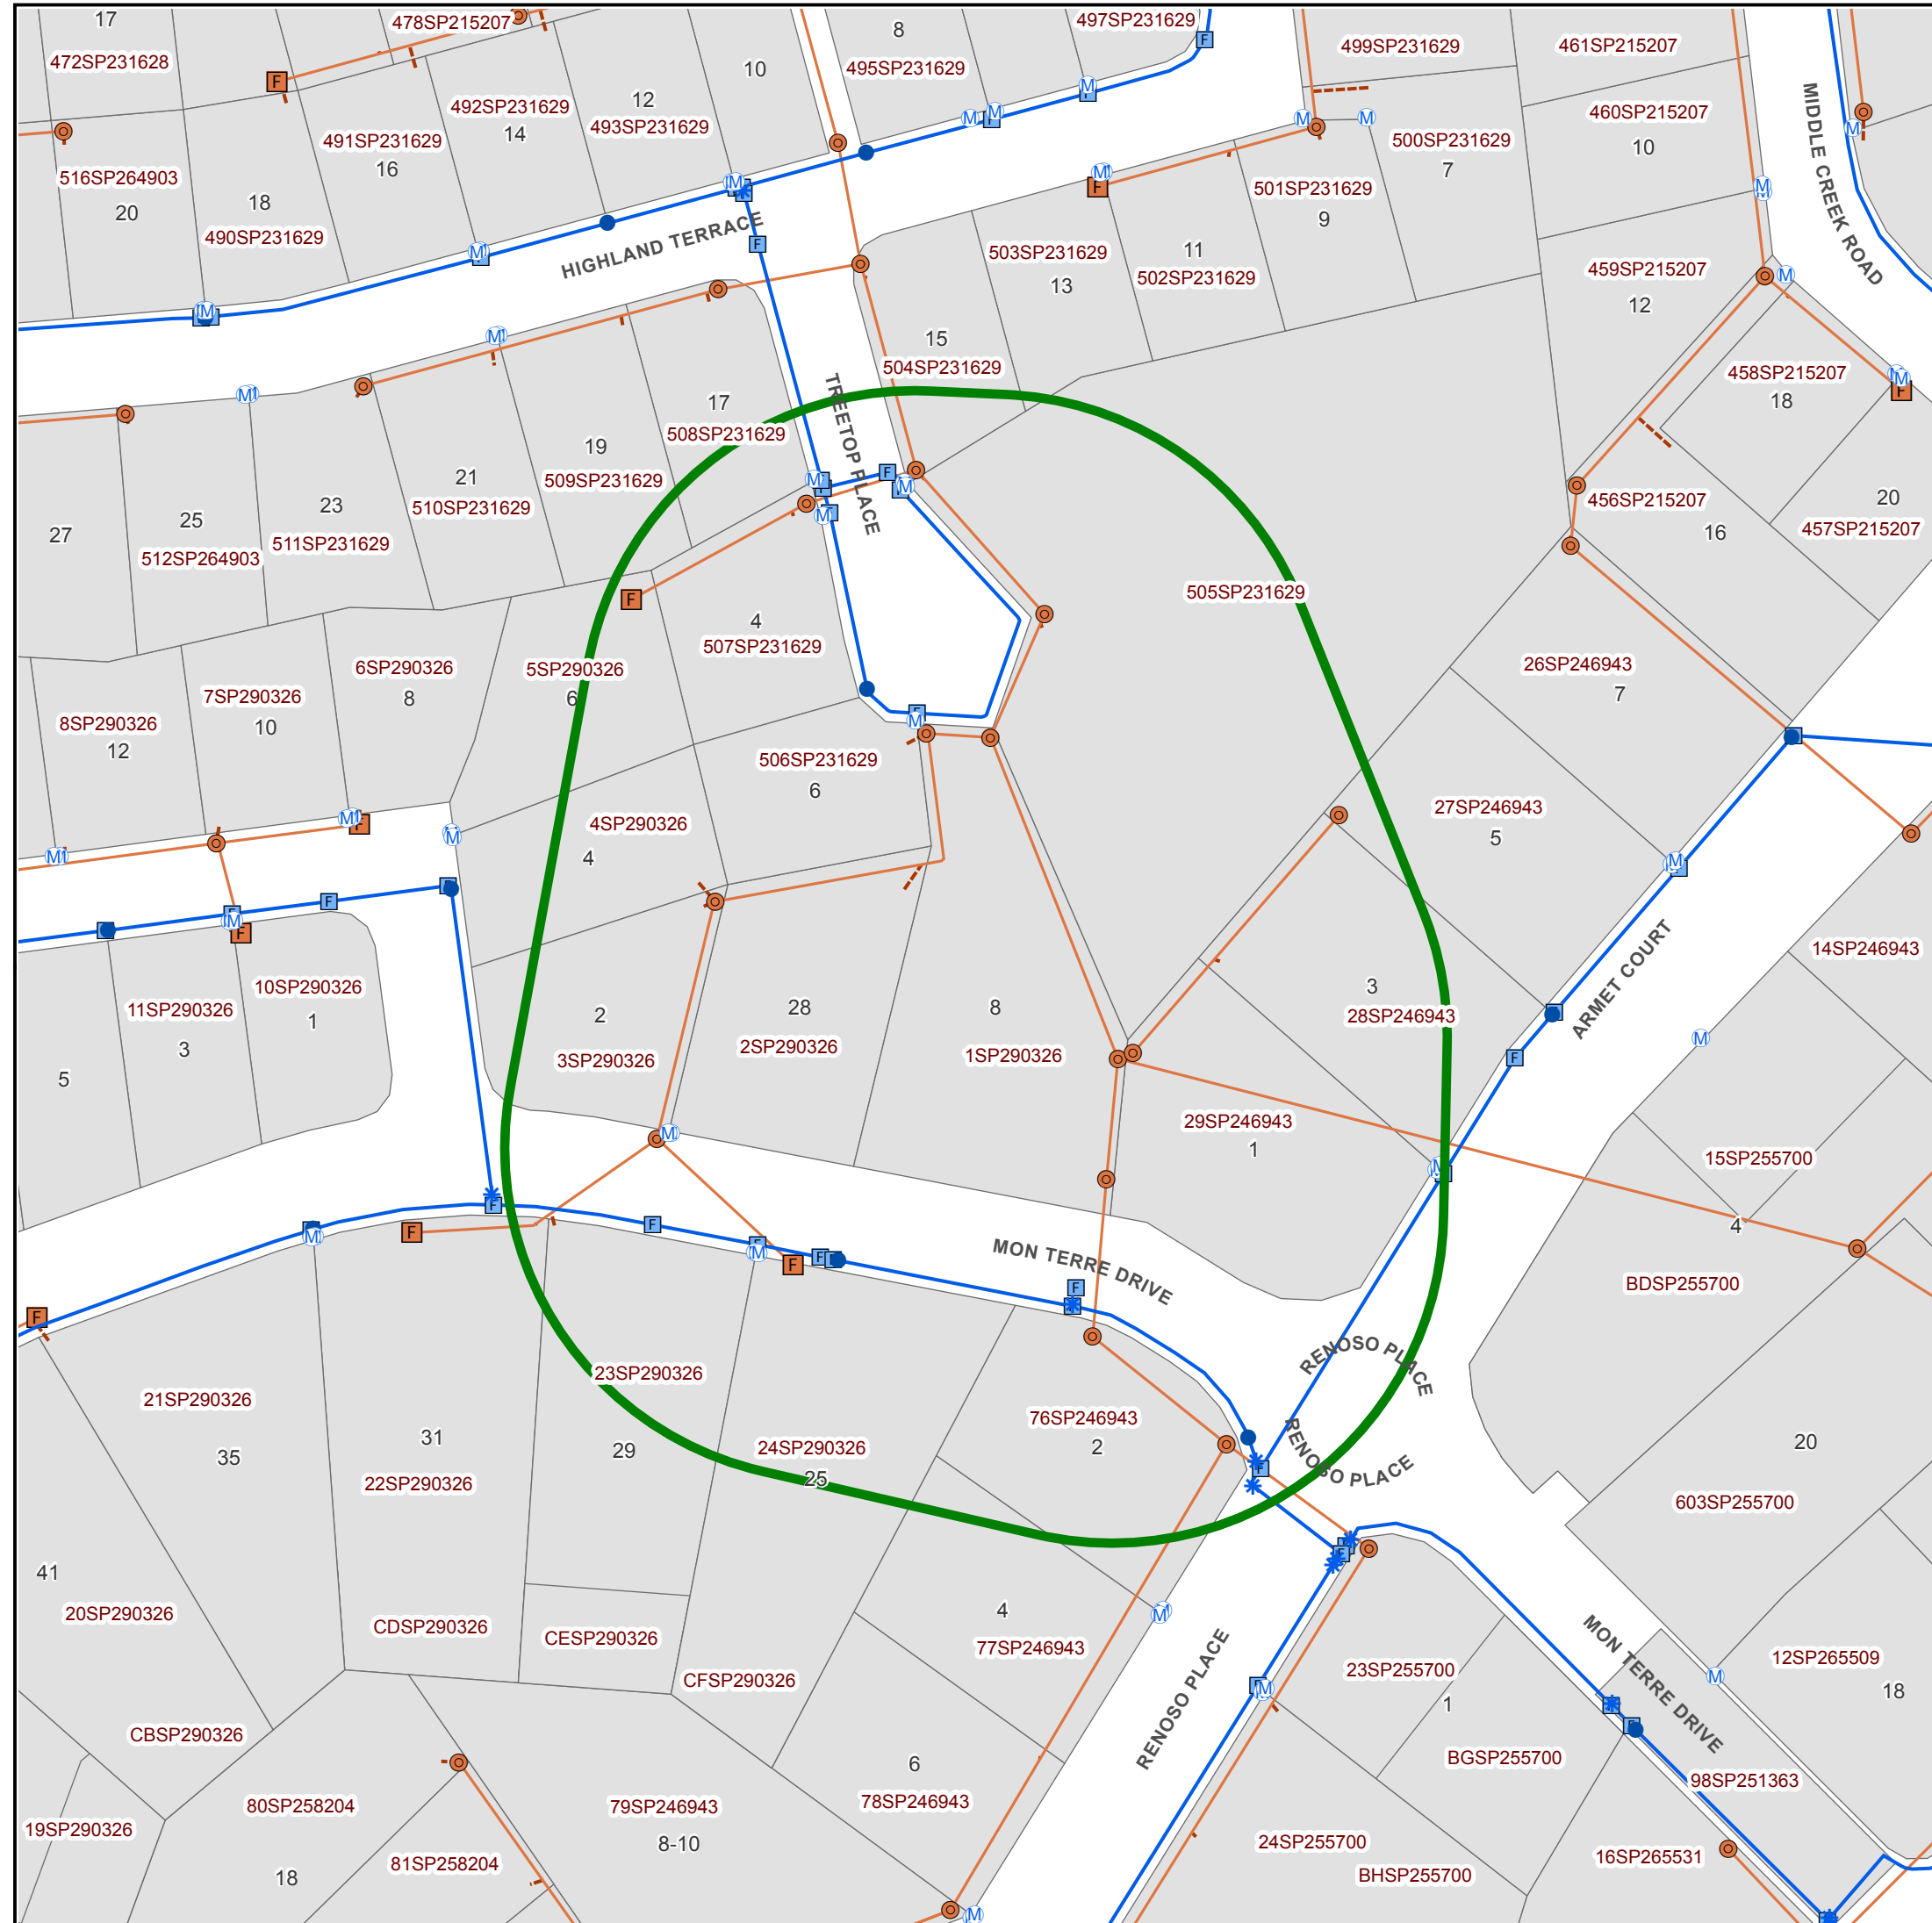 17
472SP231628
478SP215207
8
495SP231629
497SP231629
499SP231629
461SP215207
10
12
493SP231629
492SP231629
14
491SP231629
16
460SP215207
10
500SP231629
7
516SP264903
20
18
490SP231629
501SP231629
9
MIDDLE CREEK ROAD
HIGHLAND TERRACE
503SP231629
13
11
502SP231629
459SP215207
12
15
504SP231629
458SP215207
18
17
508SP231629
TREETOP PLACE
19
509SP231629
21
510SP231629
23
511SP231629
25
512SP264903
27
456SP215207
16
20
457SP215207
505SP231629
4
507SP231629
5SP290326
6
6SP290326
8
7SP290326
10
8SP290326
12
26SP246943
7
506SP231629
6
4SP290326
4
27SP246943
5
14SP246943
ARMET COURT
10SP290326
1
11SP290326
3
5
2
3SP290326
28
2SP290326
8
1SP290326
3
28SP246943
29SP246943
1
15SP255700
4
BDSP255700
MON TERRE DRIVE
RENOSO PLACE
RENOSO PLACE
23SP290326
29
21SP290326
35
31
22SP290326
24SP290326
25
76SP246943
2
20
603SP255700
41
20SP290326
CDSP290326
CESP290326
CFSP290326
4
77SP246943
RENOSO PLACE
23SP255700
1
MON TERRE DRIVE
12SP265509
18
CBSP290326
BGSP255700
98SP251363
6
78SP246943
80SP258204
18
79SP246943
8-10
19SP290326
81SP258204
24SP255700
BHSP255700
16SP265531